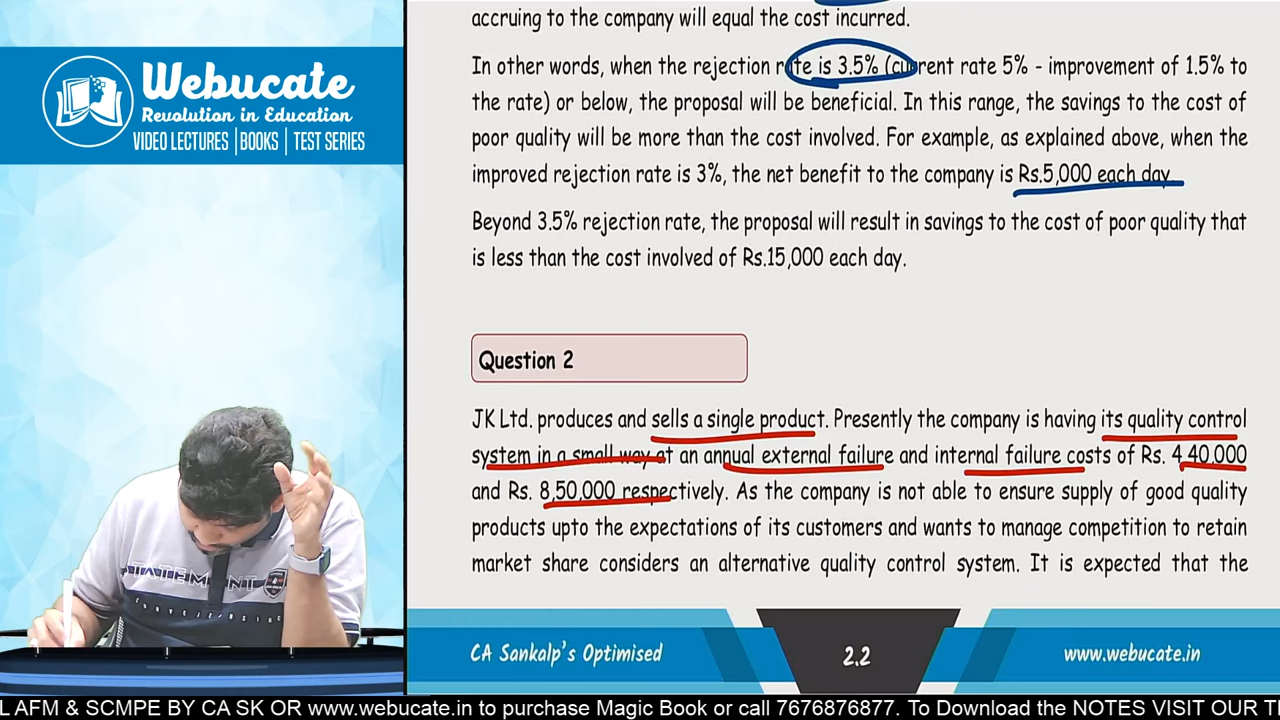 accruing to the company will equal the cost incurred.
Webucate
Revolution in Education
VIDEO LECTURES | BOOKS | TEST SERIES
In other words, when the rejection rate is 3.5% (current rate 5% - improvement of 1.5% to
the rate) or below, the proposal will be beneficial. In this range, the savings to the cost of
poor quality will be more than the cost involved. For example, as explained above, when the
improved rejection rate is 3%, the net benefit to the company is Rs.5,000 each day.
Beyond 3.5% rejection rate, the proposal will result in savings to the cost of poor quality that
is less than the cost involved of Rs.15,000 each day.
Question 2
JK Ltd. produces and sells a single product. Presently the company is having its quality control
system in a small way at an annual external failure and internal failure costs of Rs. 4,40,000
and Rs. 8,50,000 respectively. As the company is not able to ensure supply of good quality
products upto the expectations of its customers and wants to manage competition to retain
market share considers an alternative quality control system. It is expected that the
CA Sankalp's Optimised
2.2
www.webucate.in
L AFM & SCMPE BY CA SK OR www.webucate.in to purchase Magic Book or call 7676876877. To Download the NOTES VISIT OUR T